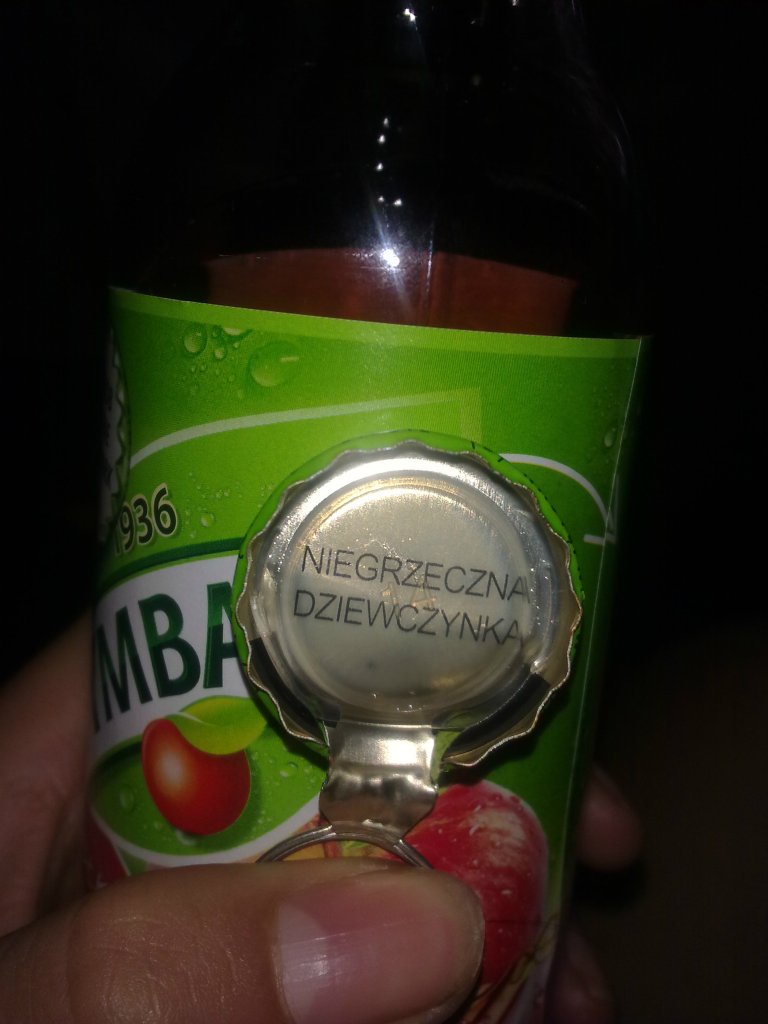 1936
MBA
NIEGRZECZNA
DZIEWCZYNKA